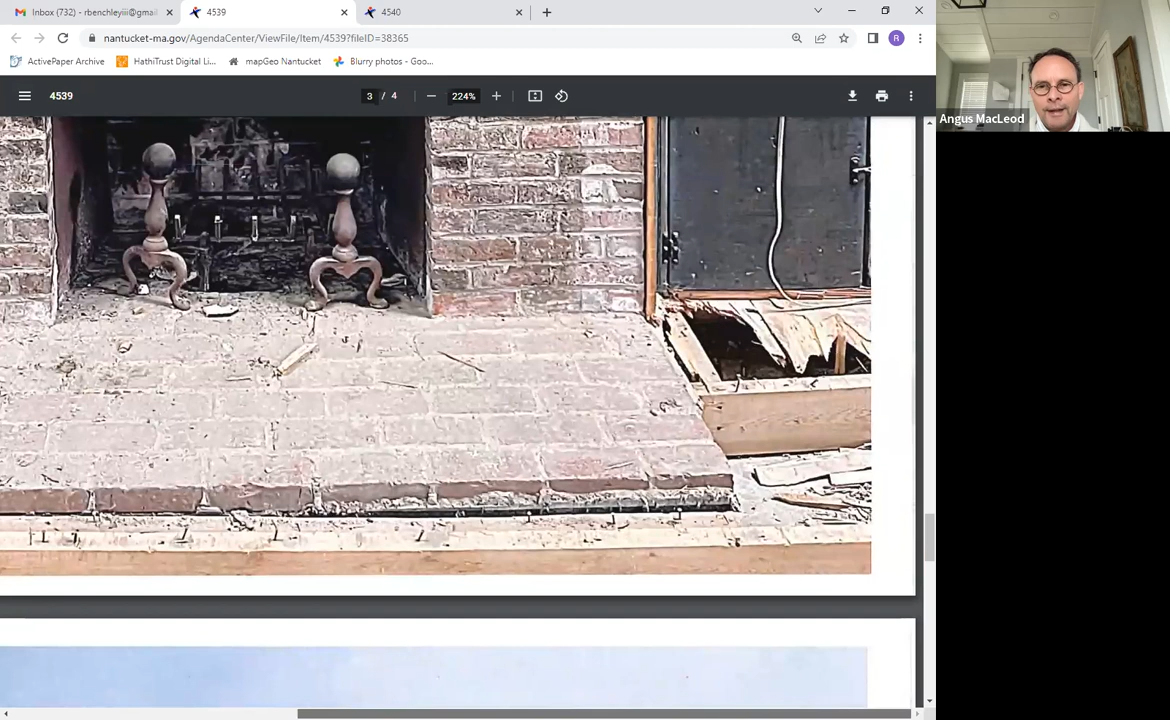 Inbox (732) - rbenchleyiii@gmai
4539
4540
nantucket-ma.gov/AgendaCenter/ViewFile/Item/4539?fileID=38365
R
ActivePaper Archive
HathiTrust Digital Li...
mapGeo Nantucket
Blurry photos - Goo...
4539
3 / 4
224%
Angus MacLeod